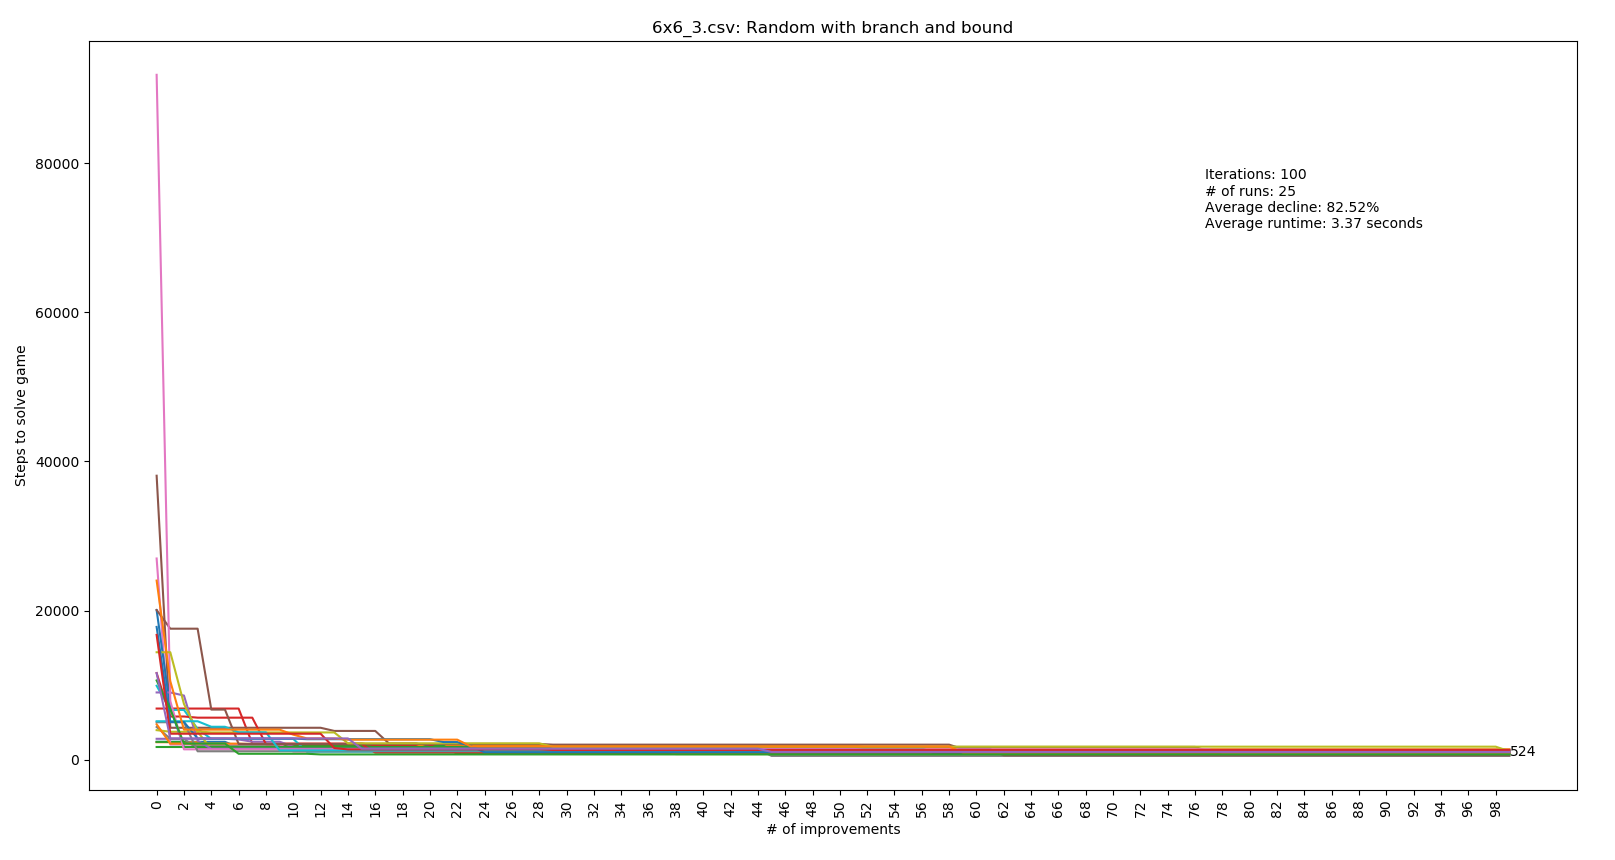 6x6_3.csv: Random with branch and bound
Steps to solve game
80000
60000
40000
20000
0
Iterations: 100
# of runs: 25
Average decline: 82.52%
Average runtime: 3.37 seconds
524
0 2 4 6 8 10 12 14 16 18 20 22 24 26 28 30 32 34 36 38 40 42 44 46 48 50 52 54 56 58 60 62 64 66 68 70 72 74 76 78 80 82 84 86 88 90 92 94 96 98
# of improvements